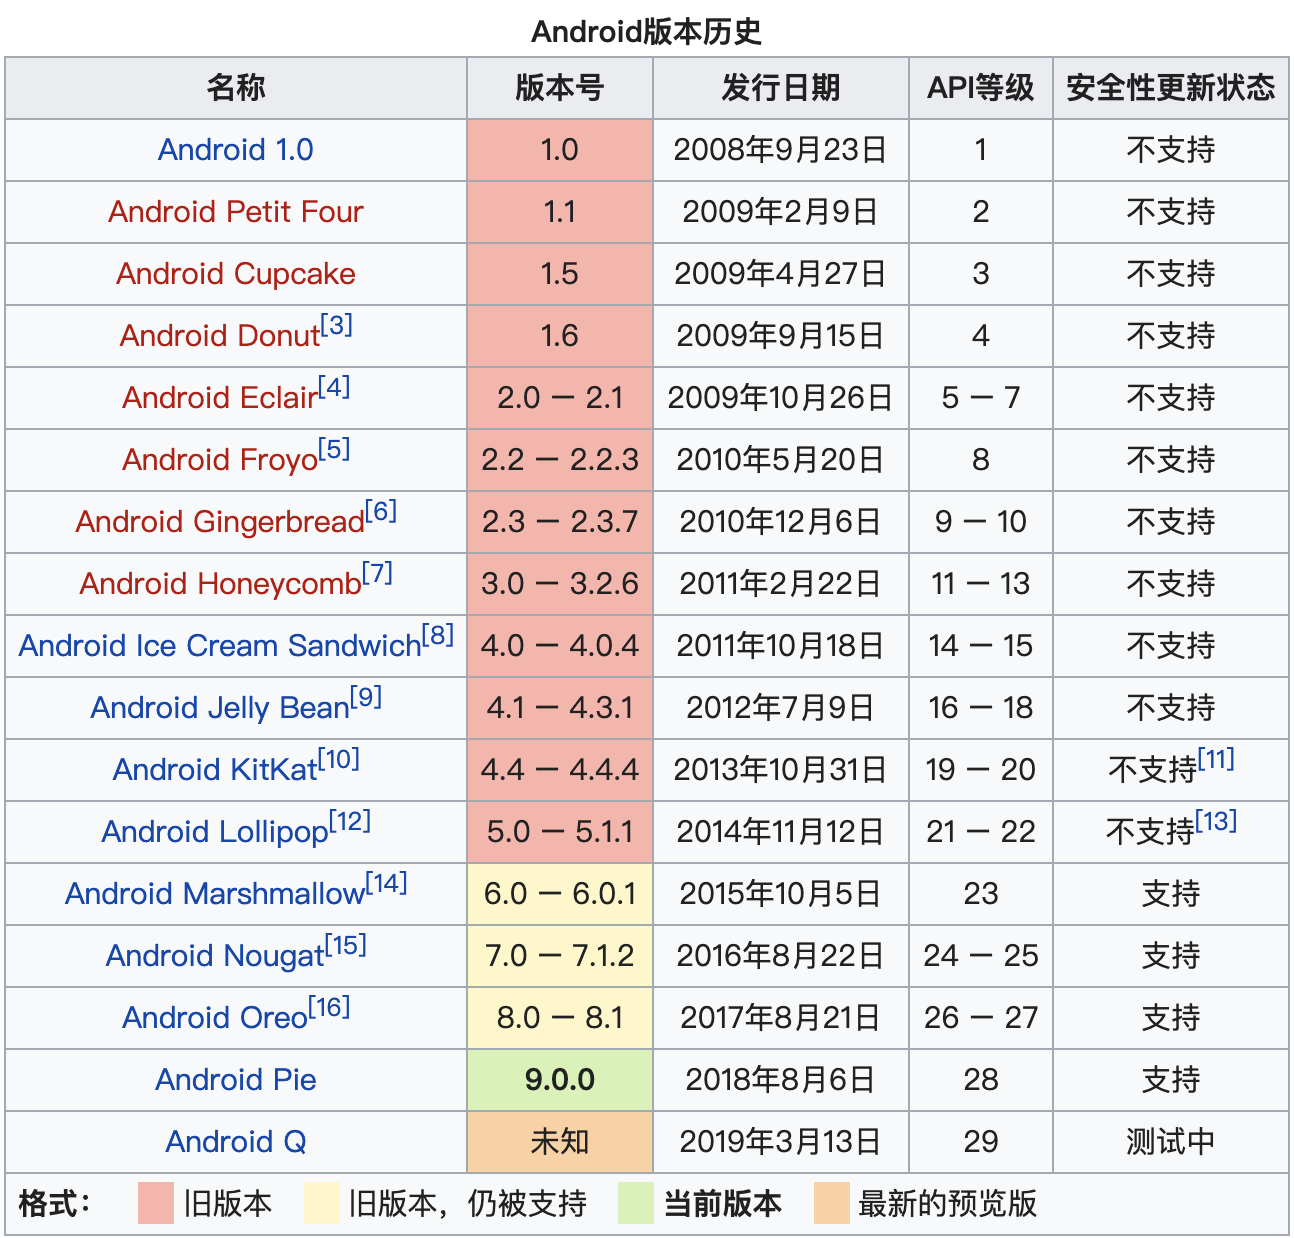 Android版本历史
名称 版本号 发行日期 API等级 安全性更新状态
Android 1.0 1.0 2008年9月23日 1 不支持
Android Petit Four 1.1 2009年2月9日 2 不支持
Android Cupcake 1.5 2009年4月27日 3 不支持
Android Donut[3] 1.6 2009年9月15日 4 不支持
Android Eclair[4] 2.0 － 2.1 2009年10月26日 5 － 7 不支持
Android Froyo[5] 2.2 － 2.2.3 2010年5月20日 8 不支持
Android Gingerbread[6] 2.3 － 2.3.7 2010年12月6日 9 － 10 不支持
Android Honeycomb[7] 3.0 － 3.2.6 2011年2月22日 11 － 13 不支持
Android Ice Cream Sandwich[8] 4.0 － 4.0.4 2011年10月18日 14 － 15 不支持
Android Jelly Bean[9] 4.1 － 4.3.1 2012年7月9日 16 － 18 不支持
Android KitKat[10] 4.4 － 4.4.4 2013年10月31日 19 － 20 不支持[11]
Android Lollipop[12] 5.0 － 5.1.1 2014年11月12日 21 － 22 不支持[13]
Android Marshmallow[14] 6.0 － 6.0.1 2015年10月5日 23 支持
Android Nougat[15] 7.0 － 7.1.2 2016年8月22日 24 － 25 支持
Android Oreo[16] 8.0 － 8.1 2017年8月21日 26 － 27 支持
Android Pie 9.0.0 2018年8月6日 28 支持
Android Q 未知 2019年3月13日 29 测试中
格式： 旧版本 旧版本，仍被支持 当前版本 最新的预览版